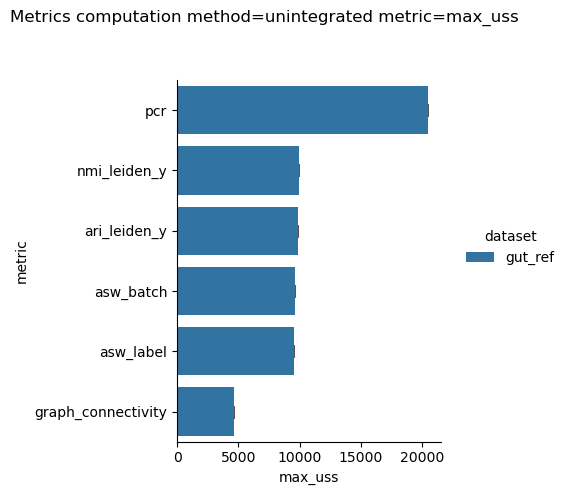 Metrics computation method=unintegrated metric=max_uss
pcr
nmi_leiden_y
ari_leiden_y
asw_batch
asw_label
graph_connectivity
metric
0 5000 10000 15000 20000
max_uss
dataset
gut_ref